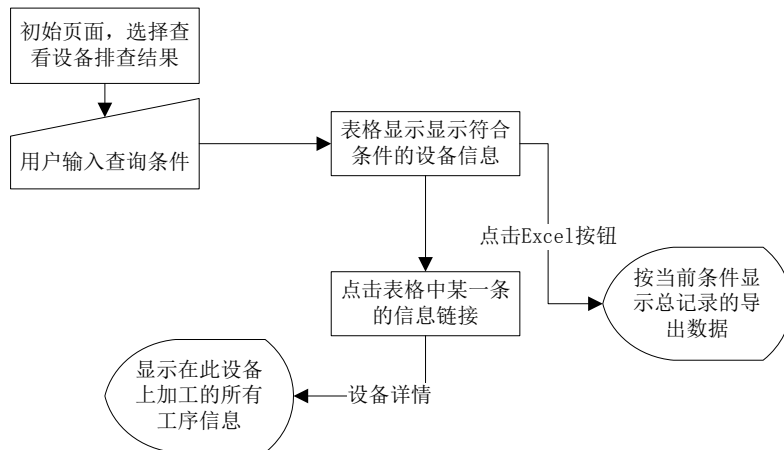 初始页面，选择查
看设备排查结果
用户输入查询条件
表格显示显示符合
条件的设备信息
点击Excel按钮
点击表格中某一条
的信息链接
按当前条件显
示总记录的导
出数据
显示在此设备
上加工的所有
工序信息
设备详情